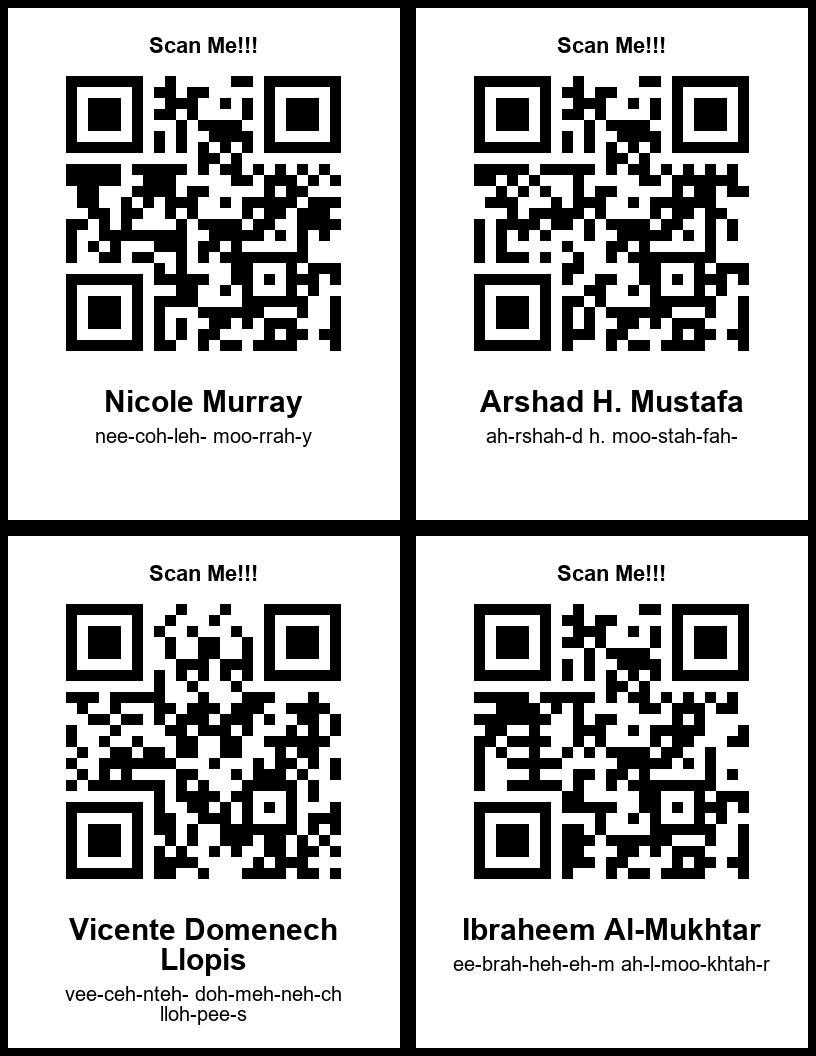 Scan Me!!!
Nicole Murray
nee-coh-leh- moo-rrah-y
Scan Me!!!
Arshad H. Mustafa
ah-rshah-d h. moo-stah-fah-
Scan Me!!!
Vicente Domenech
Llopis
vee-ceh-nteh- doh-meh-neh-ch
lloh-pee-s
Scan Me!!!
Ibraheem Al-Mukhtar
ee-brah-heh-eh-m ah-l-moo-khtah-r